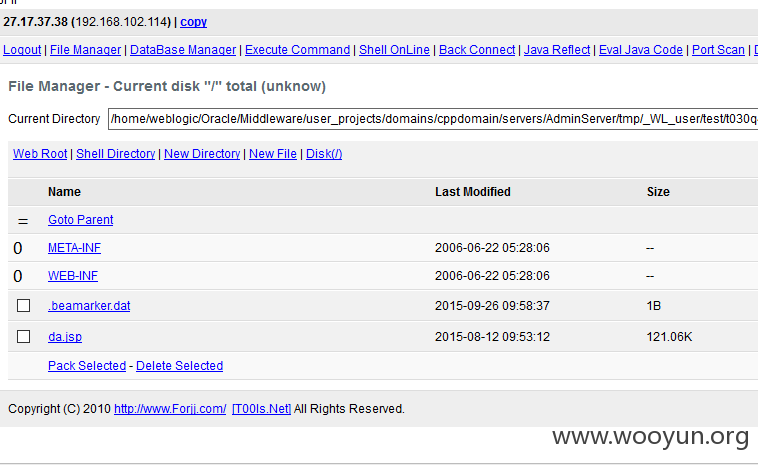 27.17.37.38 (192.168.102.114) | copy
Logout | File Manager | DataBase Manager | Execute Command | Shell OnLine | Back Connect | Java Reflect | Eval Java Code | Port Scan |
File Manager - Current disk "/" total (unknow)
Current Directory /home/weblogic/Oracle/Middleware/user_projects/domains/cppdomain/servers/AdminServer/tmp/_WL_user/test/t030q
Web Root | Shell Directory | New Directory | New File | Disk(/)
Name Last Modified Size
= Goto Parent
0 META-INF 2006-06-22 05:28:06 --
0 WEB-INF 2006-06-22 05:28:06 --
.beamarker.dat 2015-09-26 09:58:37 1B
da.jsp 2015-08-12 09:53:12 121.06K
Pack Selected - Delete Selected
Copyright (C) 2010 http://www.Forjj.com/ [T00ls.Net] All Rights Reserved.
www.wooyun.org